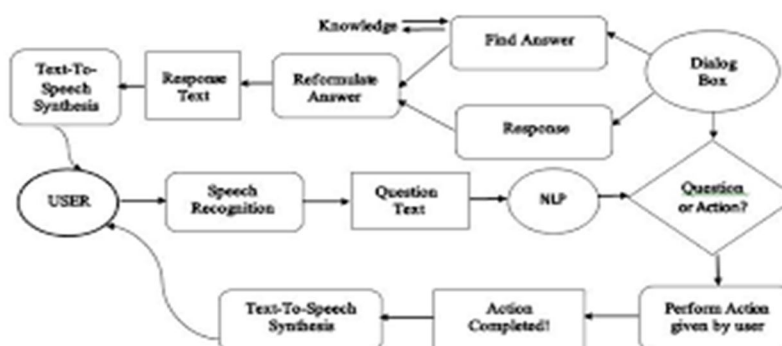 Knowledge
Find Answer
Dialog
Box
Text-To-
Speech
Synthesis
Response
Text
Reformulate
Answer
Response
USER
Speech
Recognition
Question
Text
NLP
Question
or Action?
Text-To-Speech
Synthesis
Action
Completed!
Perform Action
given by user